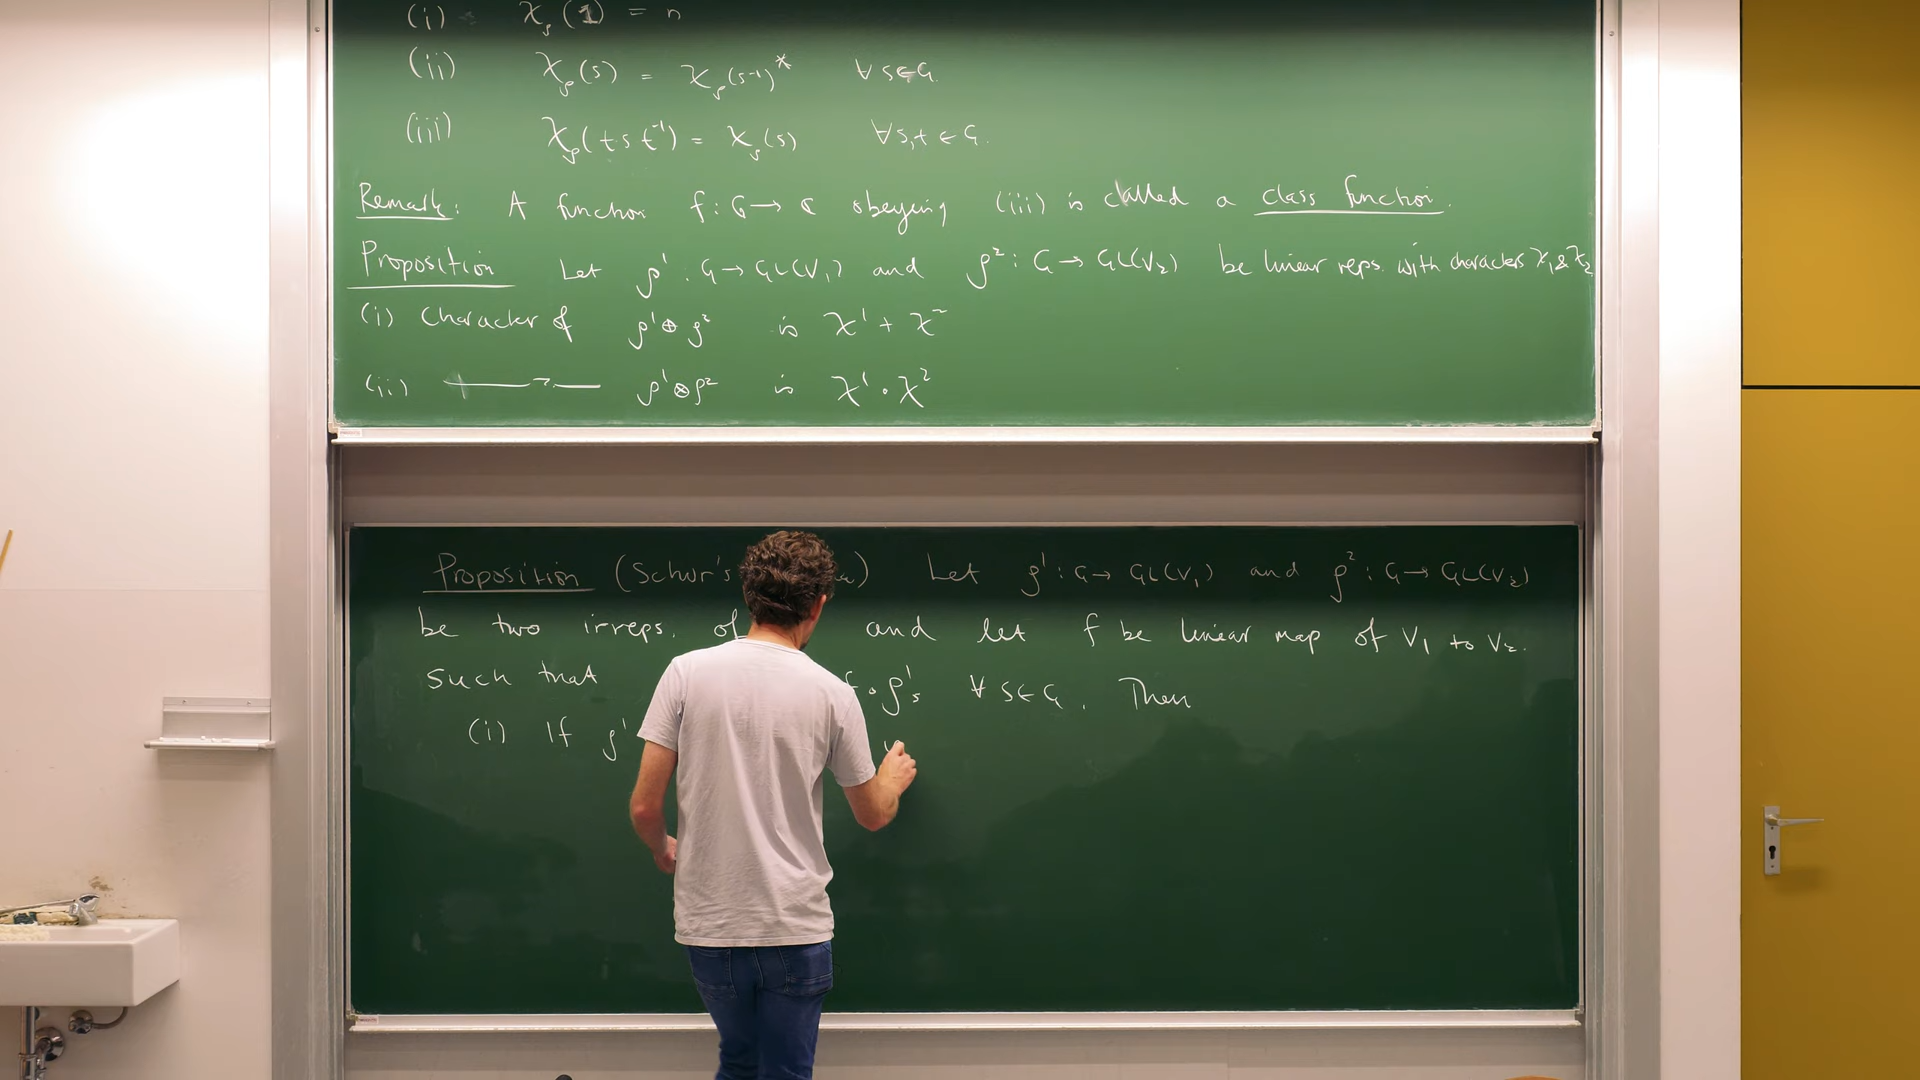 (i) χ_ρ(1) = n
(ii) χ_ρ(s) = χ_ρ(s⁻¹)* ∀ s∈G.
(iii) χ_ρ(t s t⁻¹) = χ_ρ(s) ∀ s,t ∈ G.
Remark: A function f: G → C obeying (iii) is called a class function.
Proposition Let ρ¹: G → GL(V₁) and ρ²: G → GL(V₂) be linear reps. with characters χ₁ & χ₂
(i) Character of ρ¹ ⊕ ρ² is χ¹ + χ²
(ii) —〃— ρ¹ ⊗ ρ² is χ¹ · χ²
Proposition (Schur's Let ρ¹: G → GL(V₁) and ρ²: G → GL(V₂)
be two irreps. of and let f be linear map of V₁ to V₂.
such that f ∘ ρ¹ₛ ∀ s∈G. Then
(i) If ρ¹